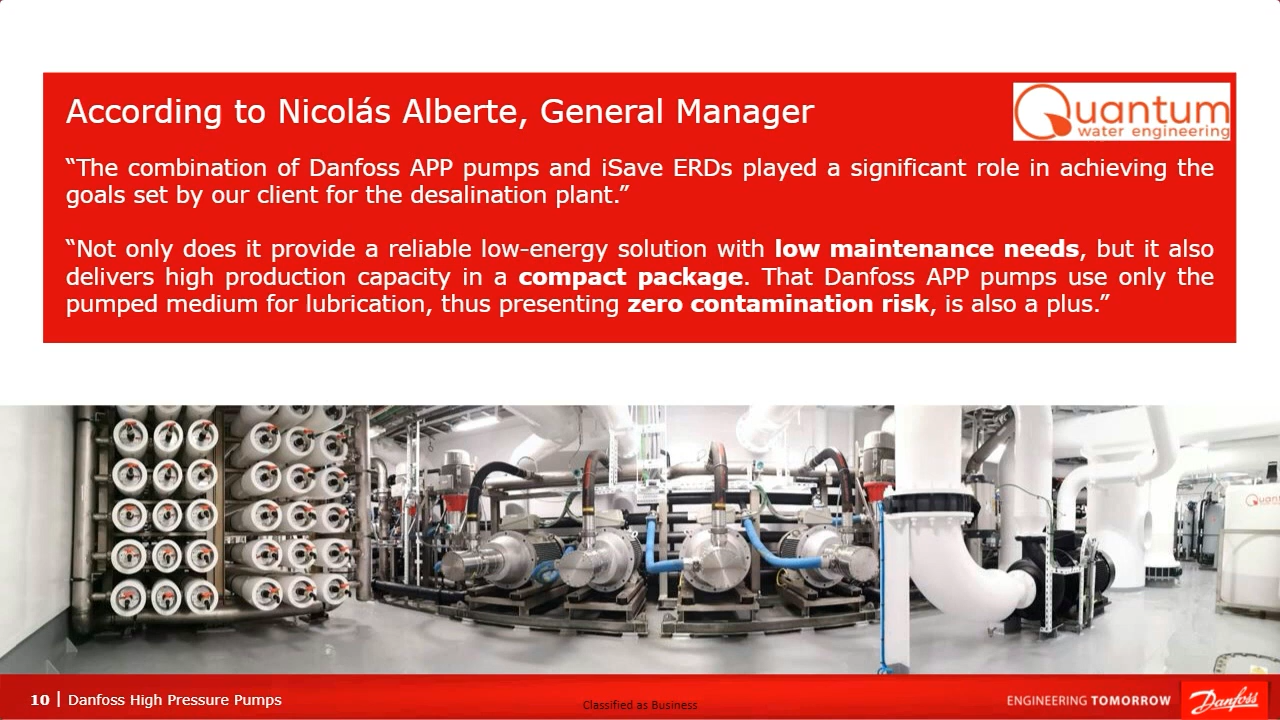 According to Nicolás Alberte, General Manager
Quantum
water engineering
“The combination of Danfoss APP pumps and iSave ERDs played a significant role in achieving the
goals set by our client for the desalination plant.”
“Not only does it provide a reliable low-energy solution with low maintenance needs, but it also
delivers high production capacity in a compact package. That Danfoss APP pumps use only the
pumped medium for lubrication, thus presenting zero contamination risk, is also a plus.”
10 | Danfoss High Pressure Pumps
Classified as Business
ENGINEERING TOMORROW
Danfoss